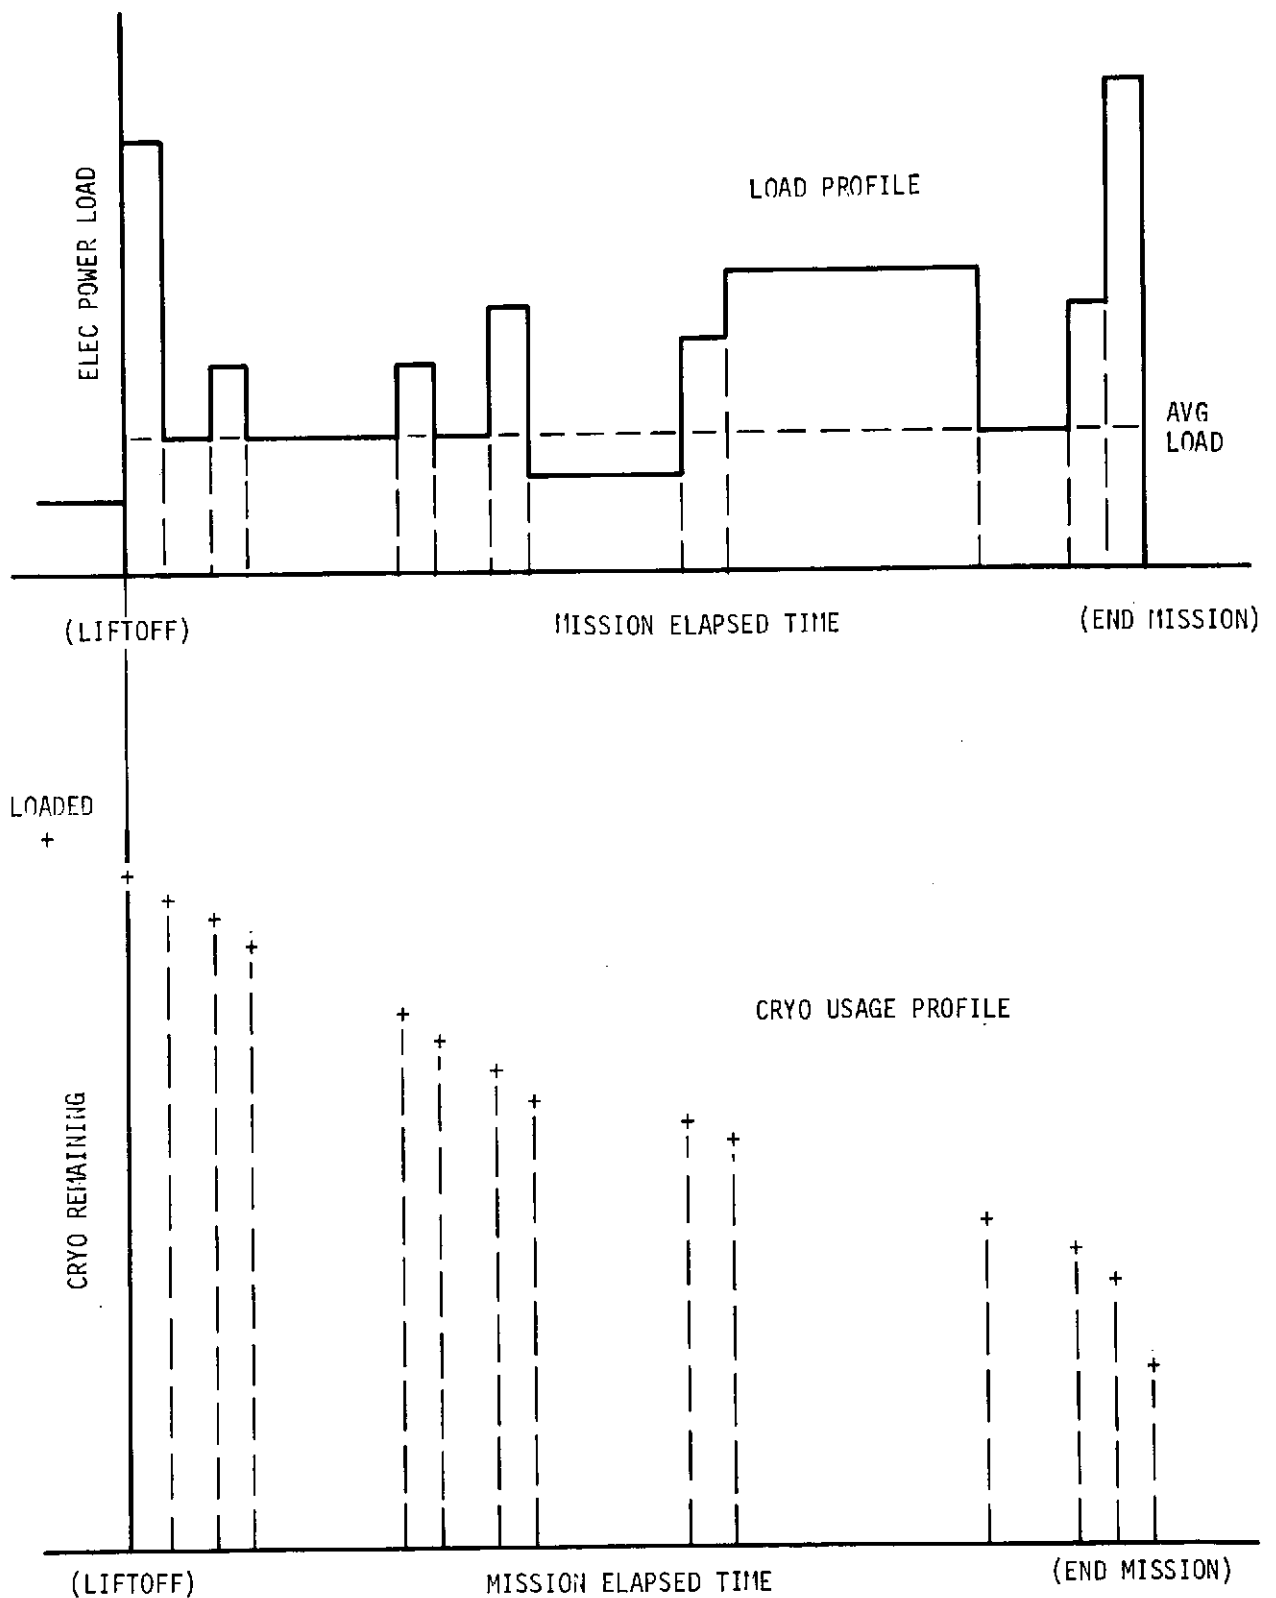 ELEC POWER LOAD
LOAD PROFILE
AVG
LOAD
(LIFTOFF)
MISSION ELAPSED TIME
(END MISSION)
LOADED
CRYO USAGE PROFILE
CRYO REMAINING
(LIFTOFF)
MISSION ELAPSED TIME
(END MISSION)